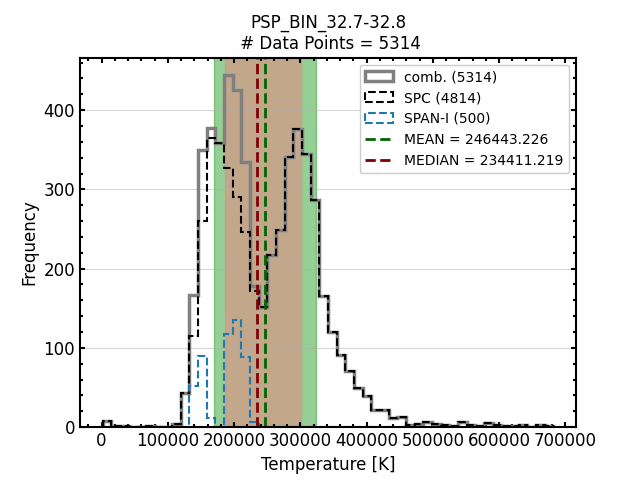 PSP_BIN_32.7-32.8
# Data Points = 5314
comb. (5314)
SPC (4814)
SPAN-I (500)
MEAN = 246443.226
MEDIAN = 234411.219
Frequency
400
300
200
100
0
0 100000 200000 300000 400000 500000 600000 700000
Temperature [K]